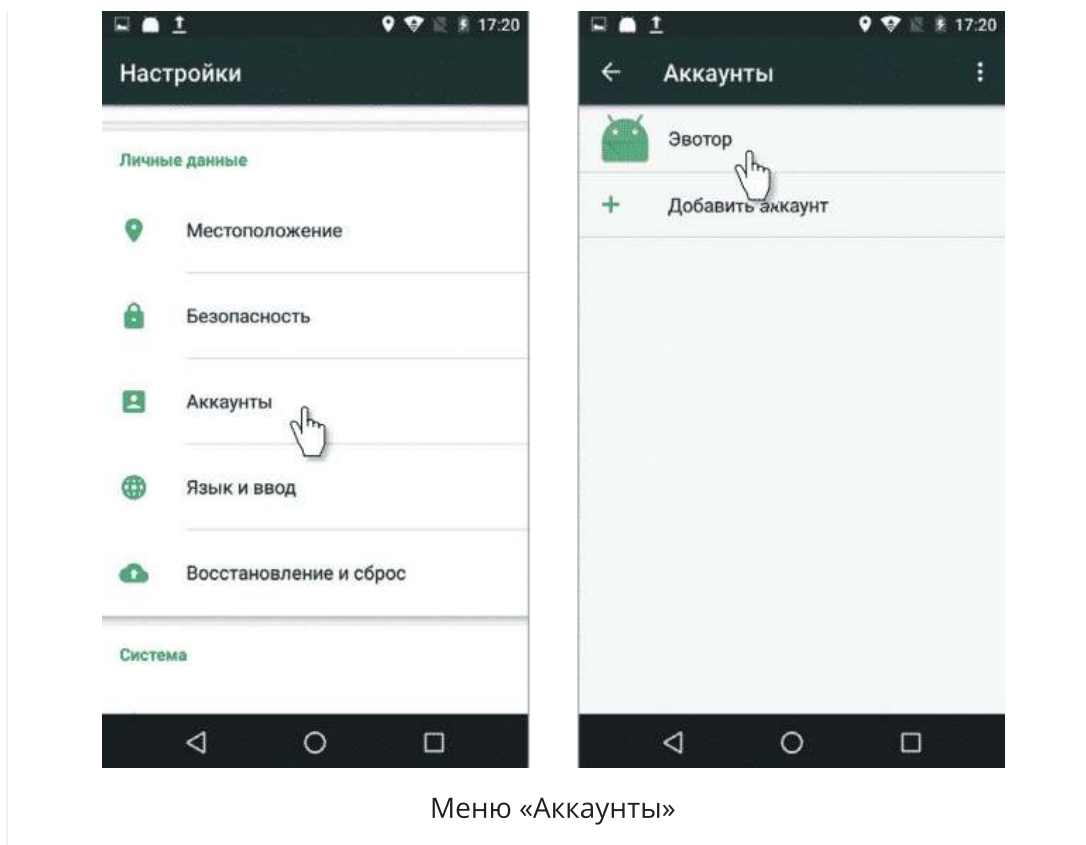 17:20
Настройки
Личные данные
Местоположение
Безопасность
Аккаунты
Язык и ввод
Восстановление и сброс
Система
17:20
Аккаунты
Эвотор
Добавить аккаунт
Меню «Аккаунты»